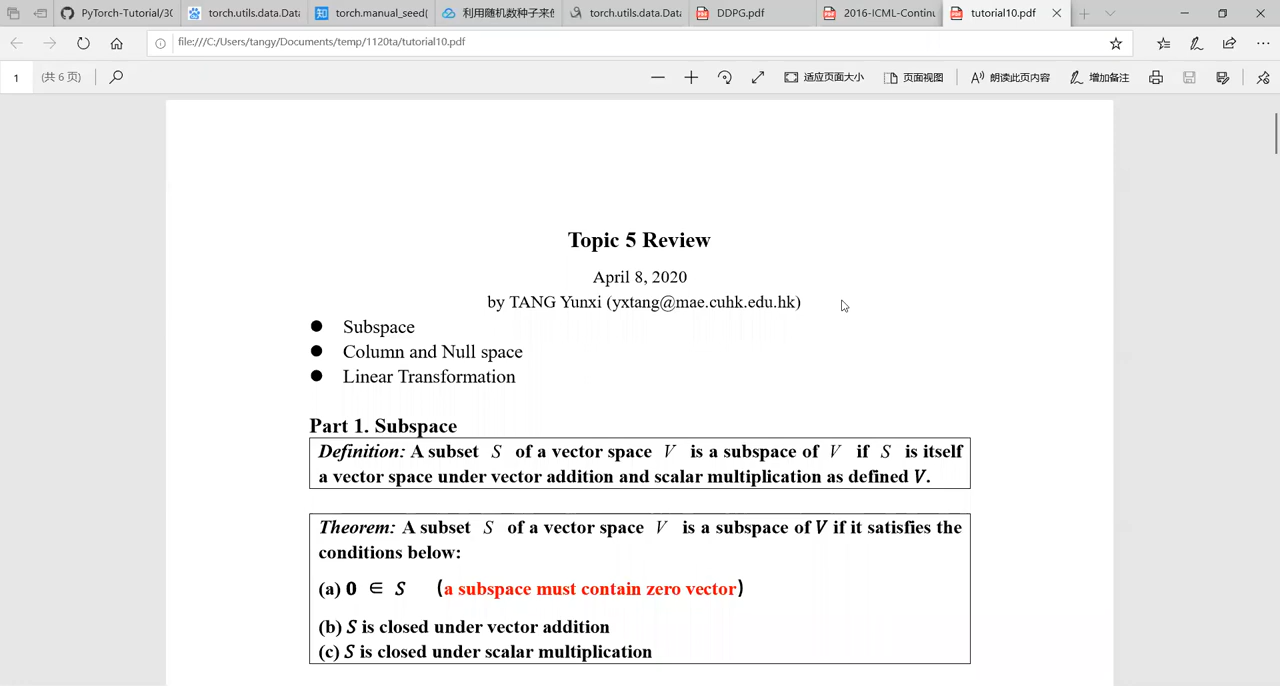 PyTorch-Tutorial/30
torch.utils.data.Data
torch.manual_seed(
利用随机数种子来使
torch.utils.data.Data
DDPG.pdf
2016-ICML-Continu
tutorial10.pdf
file:///C:/Users/tangy/Documents/temp/1120ta/tutorial10.pdf
1 (共 6 页) 适应页面大小 页面视图 朗读此页内容 增加备注
Topic 5 Review
April 8, 2020
by TANG Yunxi (yxtang@mae.cuhk.edu.hk)
● Subspace
● Column and Null space
● Linear Transformation
Part 1. Subspace
Definition: A subset S of a vector space V is a subspace of V if S is itself
a vector space under vector addition and scalar multiplication as defined V.
Theorem: A subset S of a vector space V is a subspace of V if it satisfies the
conditions below:
(a) 0 ∈ S (a subspace must contain zero vector)
(b) S is closed under vector addition
(c) S is closed under scalar multiplication